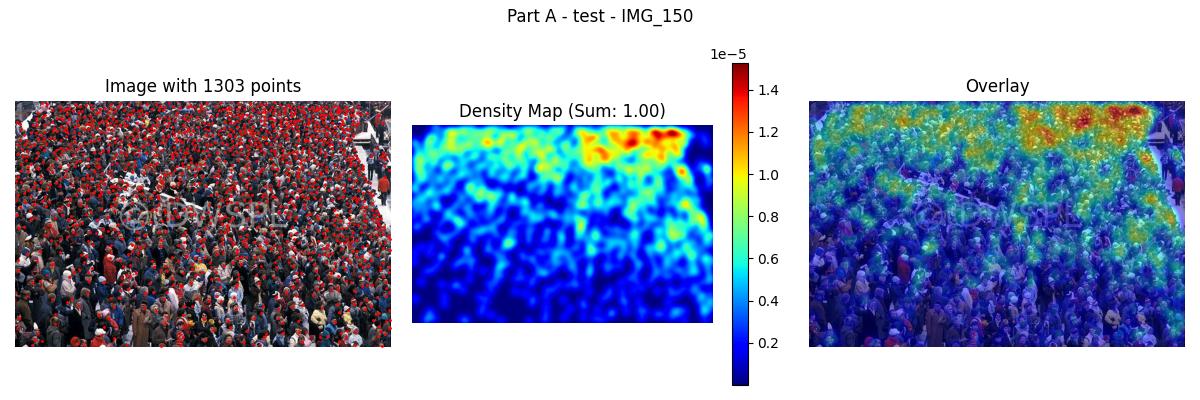 Part A - test - IMG_150
Image with 1303 points
Density Map (Sum: 1.00)
1e−5
1.4
1.2
1.0
0.8
0.6
0.4
0.2
Overlay